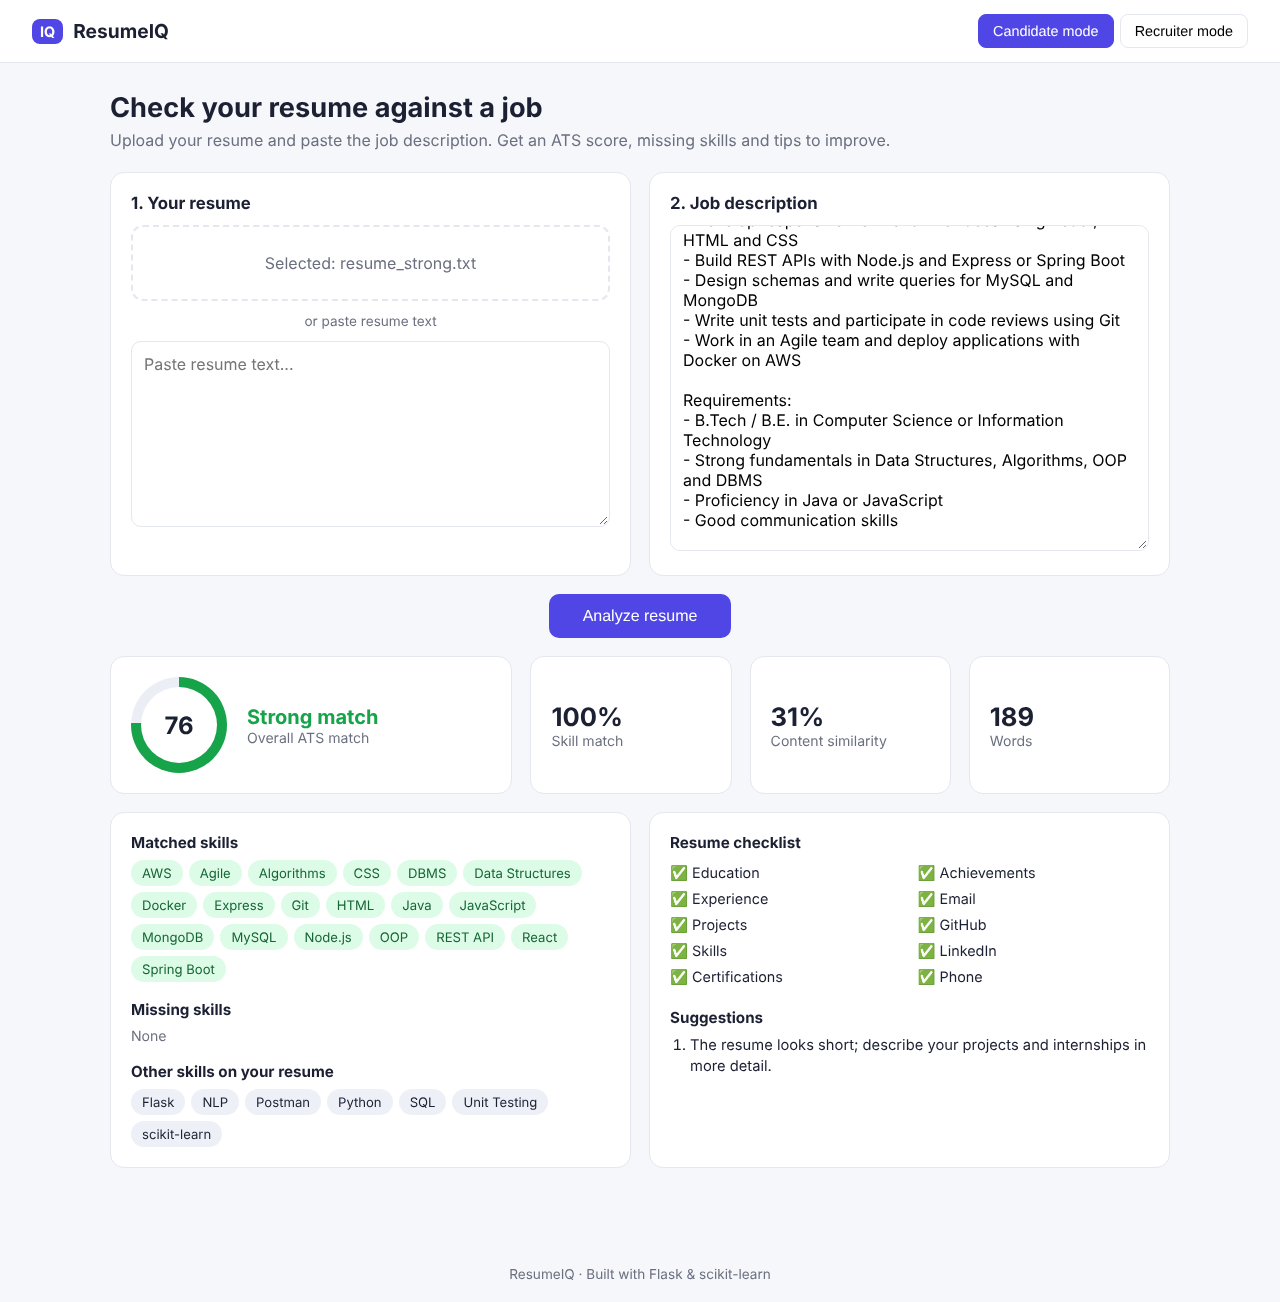 IQ ResumeIQ
Candidate mode
Recruiter mode
Check your resume against a job
Upload your resume and paste the job description. Get an ATS score, missing skills and tips to improve.
1. Your resume
Selected: resume_strong.txt
or paste resume text
Paste resume text...
2. Job description
HTML and CSS
- Build REST APIs with Node.js and Express or Spring Boot
- Design schemas and write queries for MySQL and
MongoDB
- Write unit tests and participate in code reviews using Git
- Work in an Agile team and deploy applications with
Docker on AWS
Requirements:
- B.Tech / B.E. in Computer Science or Information
Technology
- Strong fundamentals in Data Structures, Algorithms, OOP
and DBMS
- Proficiency in Java or JavaScript
- Good communication skills
Analyze resume
76
Strong match
Overall ATS match
100%
Skill match
31%
Content similarity
189
Words
Matched skills
AWS Agile Algorithms CSS DBMS Data Structures
Docker Express Git HTML Java JavaScript
MongoDB MySQL Node.js OOP REST API React
Spring Boot
Missing skills
None
Other skills on your resume
Flask NLP Postman Python SQL Unit Testing
scikit-learn
Resume checklist
✅ Education
✅ Achievements
✅ Experience
✅ Email
✅ Projects
✅ GitHub
✅ Skills
✅ LinkedIn
✅ Certifications
✅ Phone
Suggestions
1. The resume looks short; describe your projects and internships in
more detail.
ResumeIQ · Built with Flask & scikit-learn